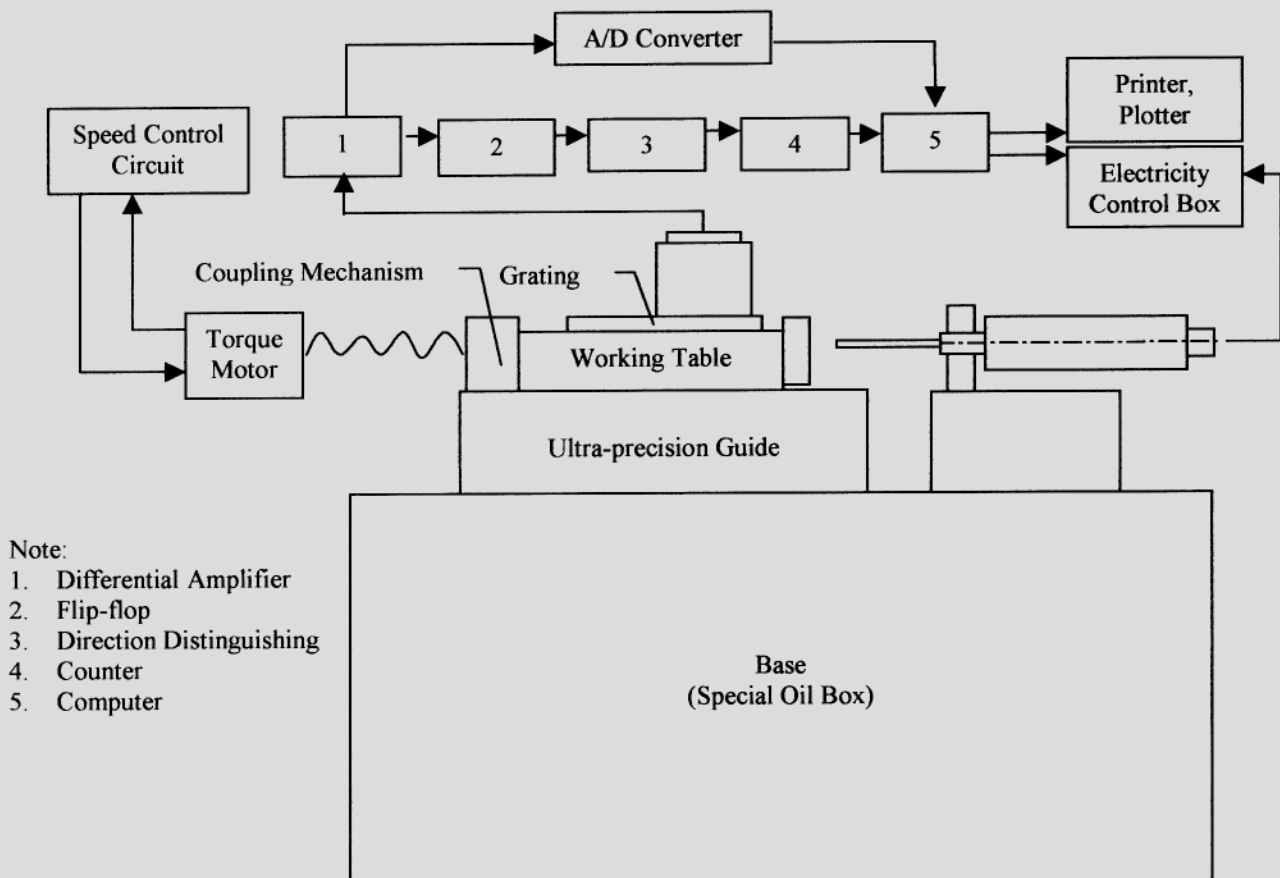 A/D Converter
Printer,
Plotter
Speed Control
Circuit
1
2
3
4
5
Electricity
Control Box
Coupling Mechanism
Grating
Torque
Motor
Working Table
Ultra-precision Guide
Note:
1. Differential Amplifier
2. Flip-flop
3. Direction Distinguishing
4. Counter
5. Computer
Base
(Special Oil Box)